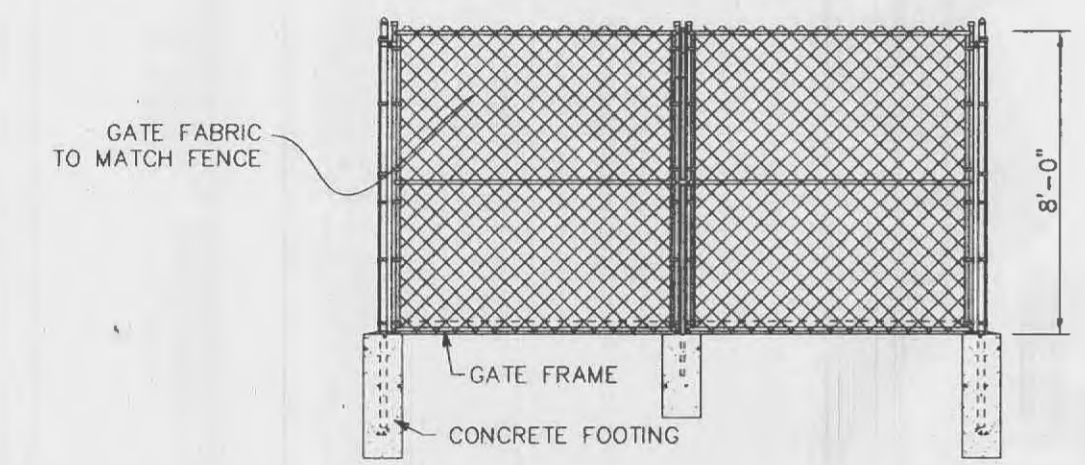 GATE FABRIC
TO MATCH FENCE
8'-0"
GATE FRAME
CONCRETE FOOTING